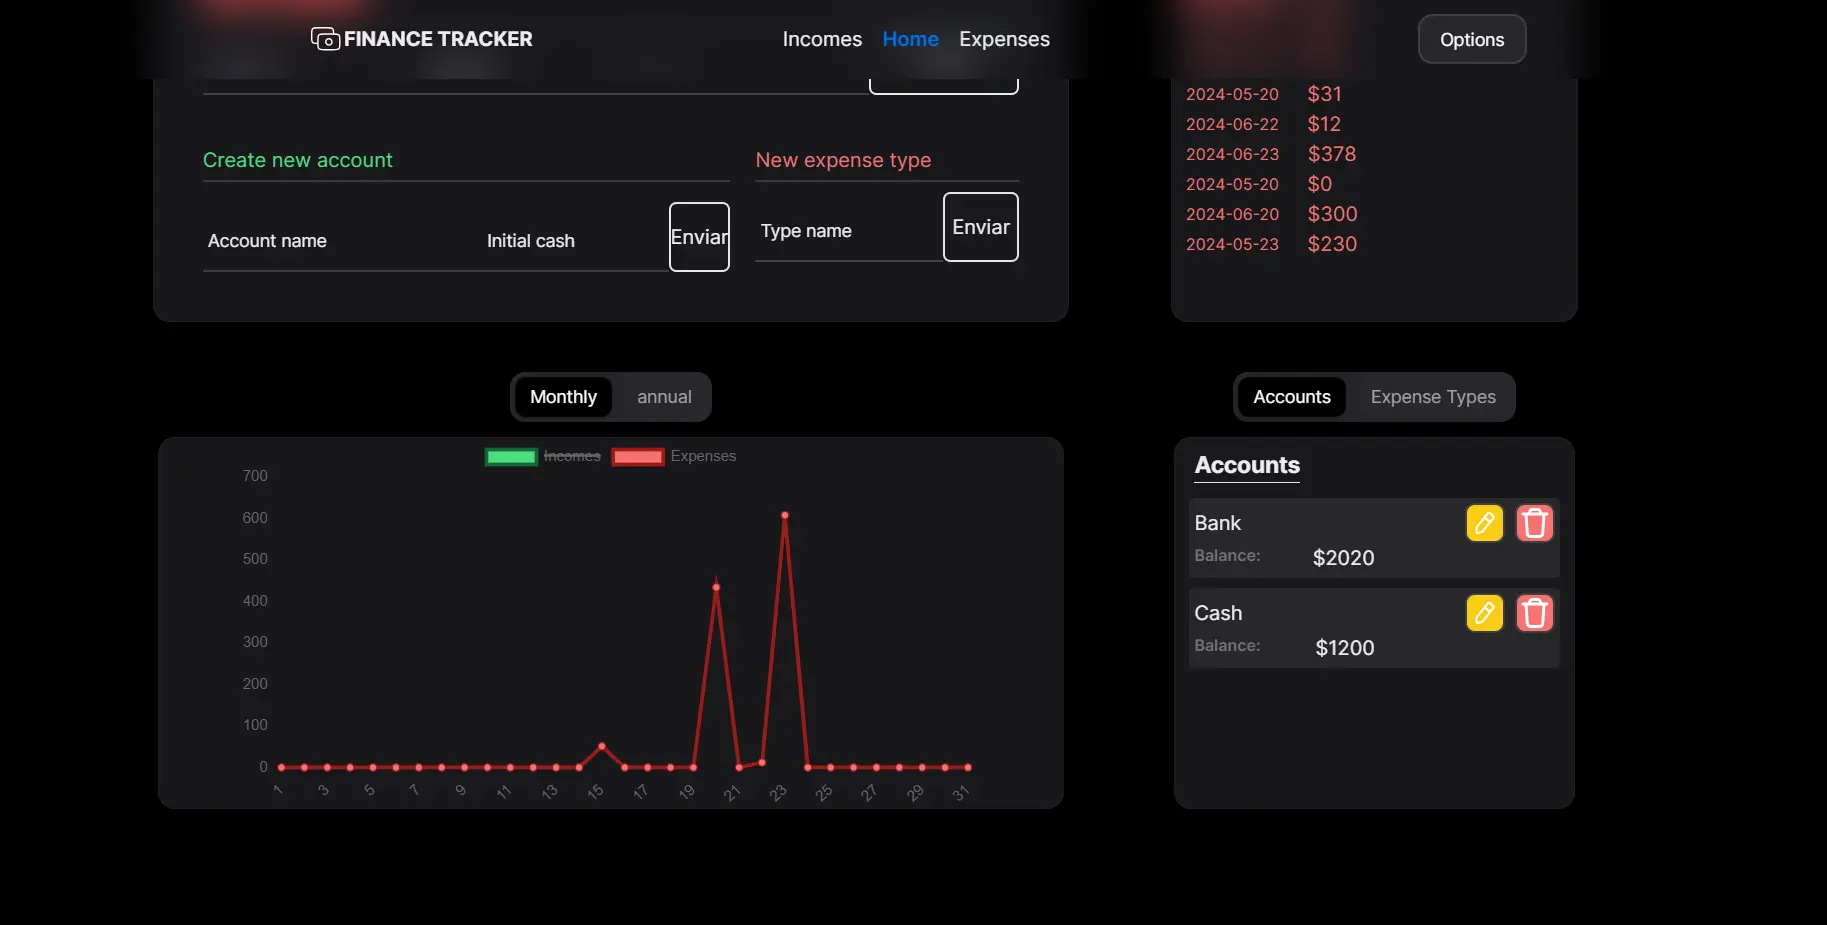 FINANCE TRACKER
Incomes Home Expenses
Options
2024-05-20 $31
2024-06-22 $12
2024-06-23 $378
2024-05-20 $0
2024-06-20 $300
2024-05-23 $230
Create new account
Account name Initial cash Enviar
New expense type
Type name Enviar
Monthly annual
Incomes Expenses
700
600
500
400
300
200
100
0
1 3 5 7 9 11 13 15 17 19 21 23 25 27 29 31
Accounts Expense Types
Accounts
Bank
Balance: $2020
Cash
Balance: $1200